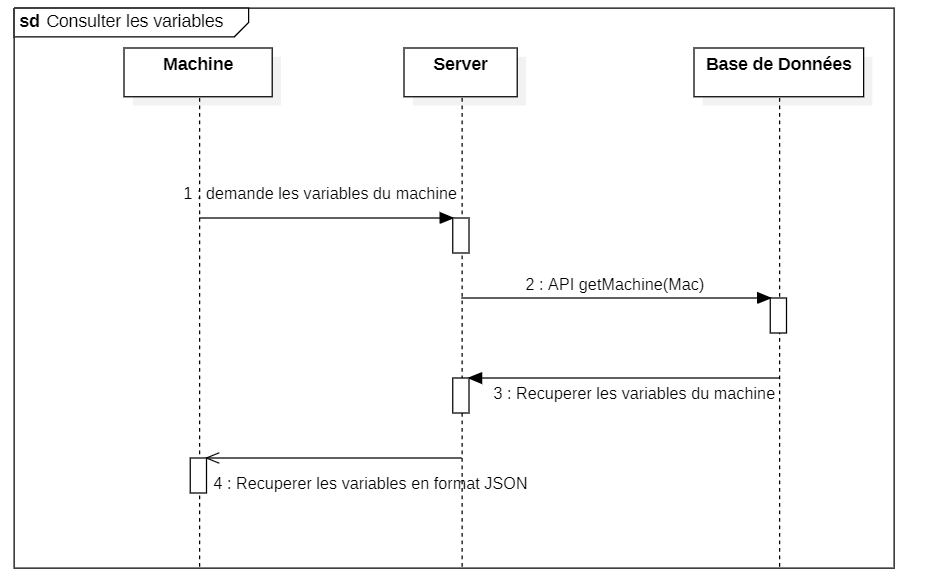 sd Consulter les variables
Machine
Server
Base de Données
1 : demande les variables du machine
2 : API getMachine(Mac)
3 : Recuperer les variables du machine
4 : Recuperer les variables en format JSON